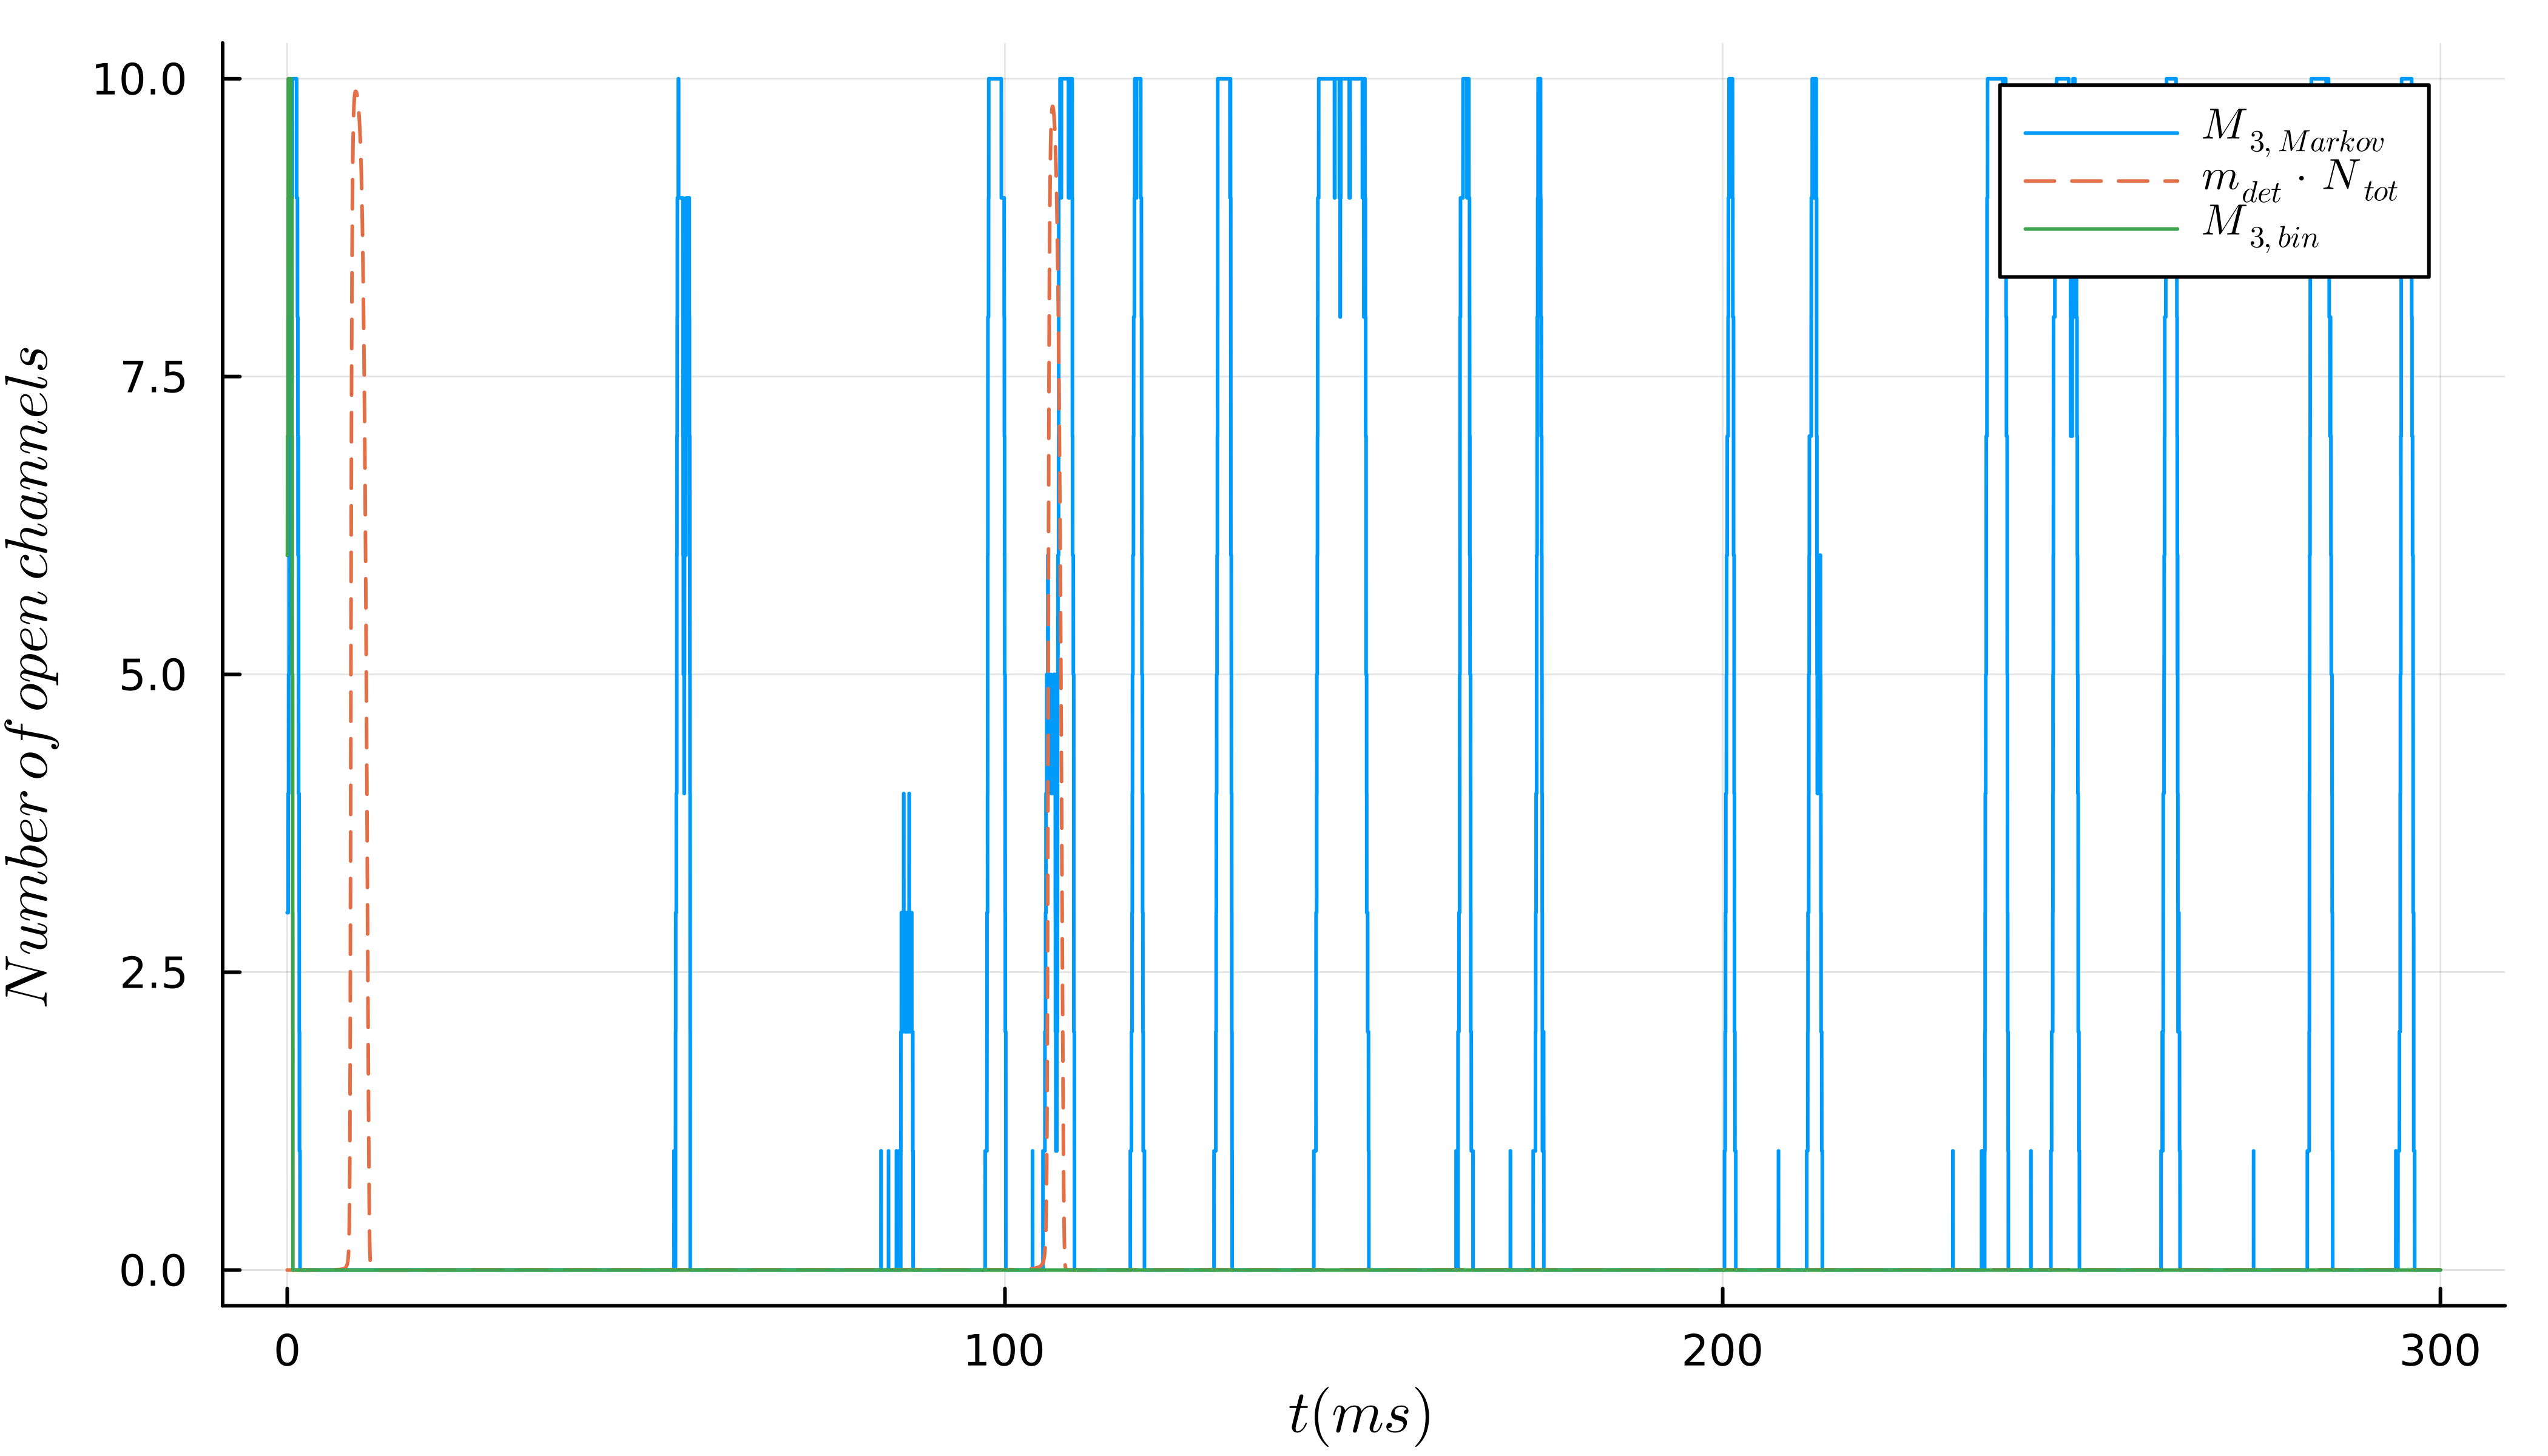 10.0
7.5
5.0
2.5
0.0
Number of open channels
0
100
200
300
t(ms)
M3, Markov
mdet · Ntot
M3, bin